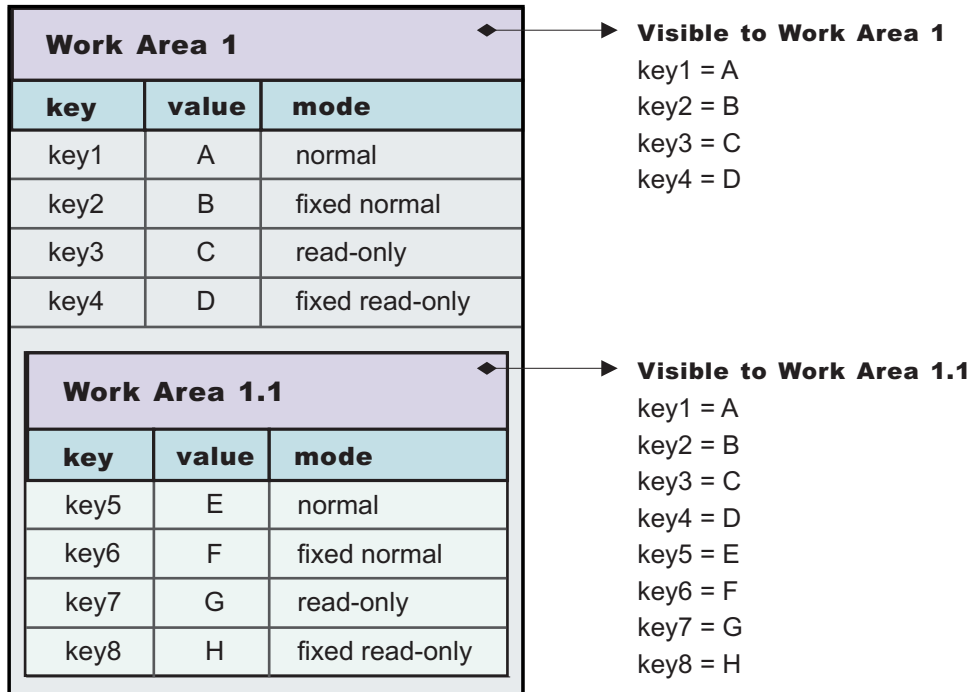 Work Area 1
key value mode
key1 A normal
key2 B fixed normal
key3 C read-only
key4 D fixed read-only
Visible to Work Area 1
key1 = A
key2 = B
key3 = C
key4 = D
Work Area 1.1
key value mode
key5 E normal
key6 F fixed normal
key7 G read-only
key8 H fixed read-only
Visible to Work Area 1.1
key1 = A
key2 = B
key3 = C
key4 = D
key5 = E
key6 = F
key7 = G
key8 = H